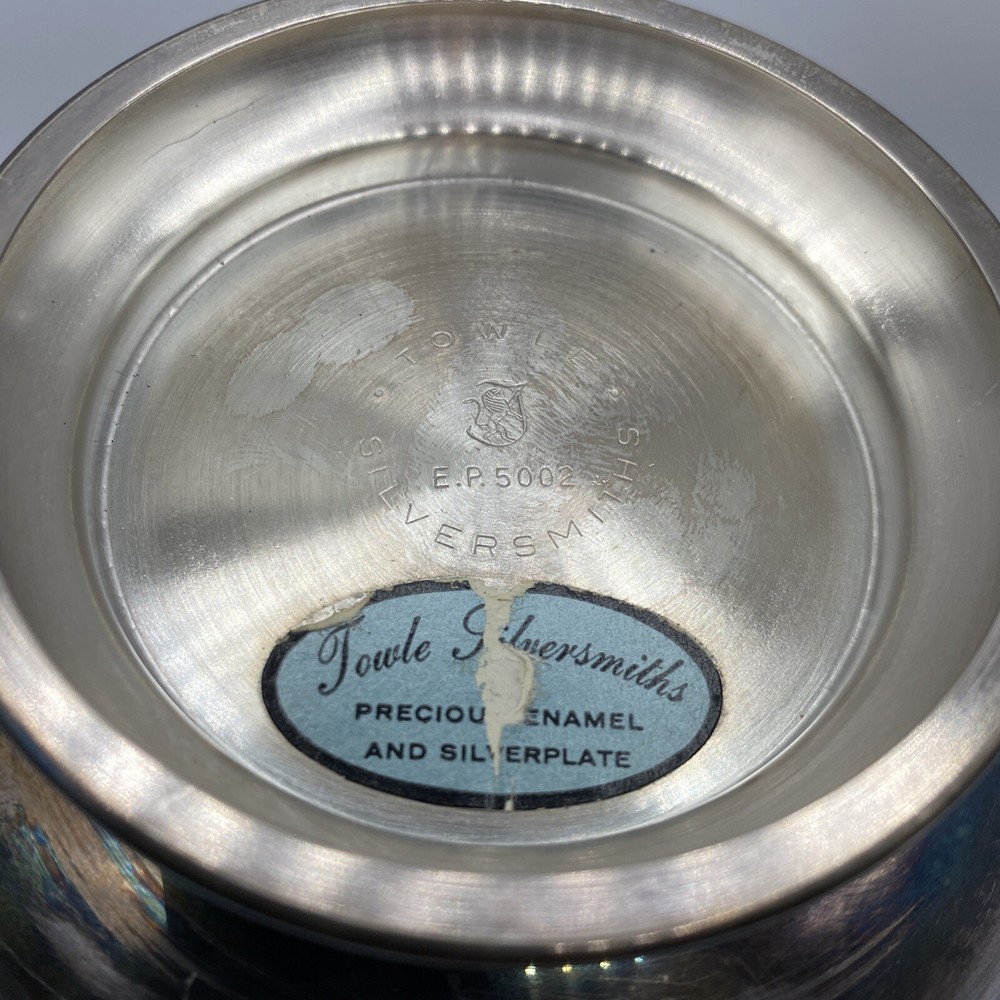 TOWLE
E.P. 5002
SILVERSMITHS
Towle Silversmiths
PRECIOU ENAMEL
AND SILVERPLATE